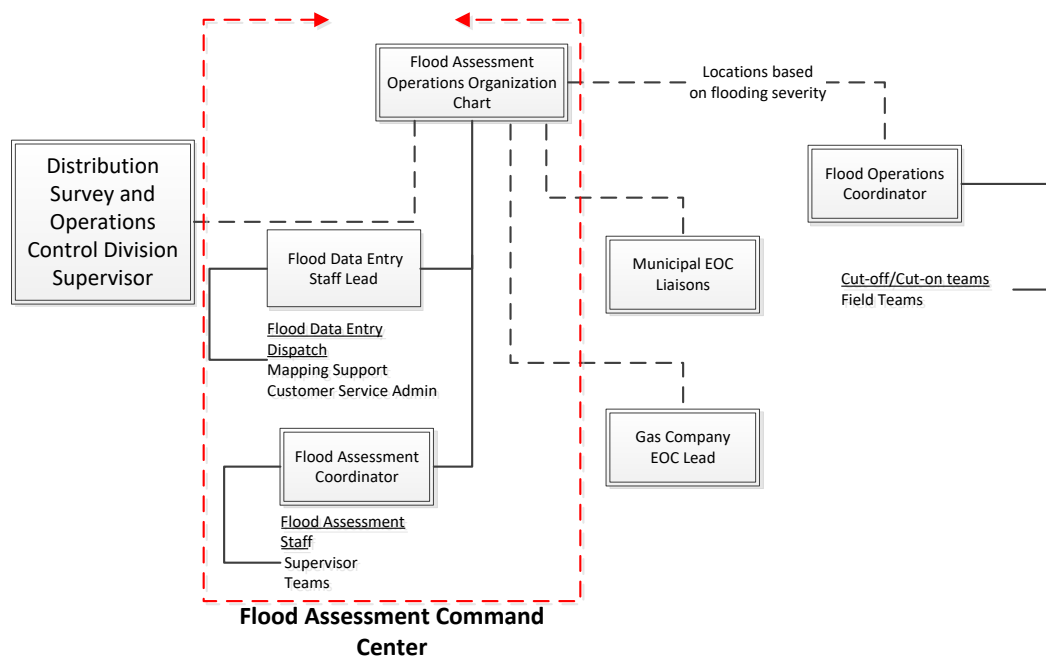 Flood Assessment
Operations Organization
Chart
Locations based
on flooding severity
Distribution
Survey and
Operations
Control Division
Supervisor
Flood Operations
Coordinator
Flood Data Entry
Staff Lead
Municipal EOC
Liaisons
Cut-off/Cut-on teams
Field Teams
Flood Data Entry
Dispatch
Mapping Support
Customer Service Admin
Gas Company
EOC Lead
Flood Assessment
Coordinator
Flood Assessment
Staff
Supervisor
Teams
Flood Assessment Command
Center